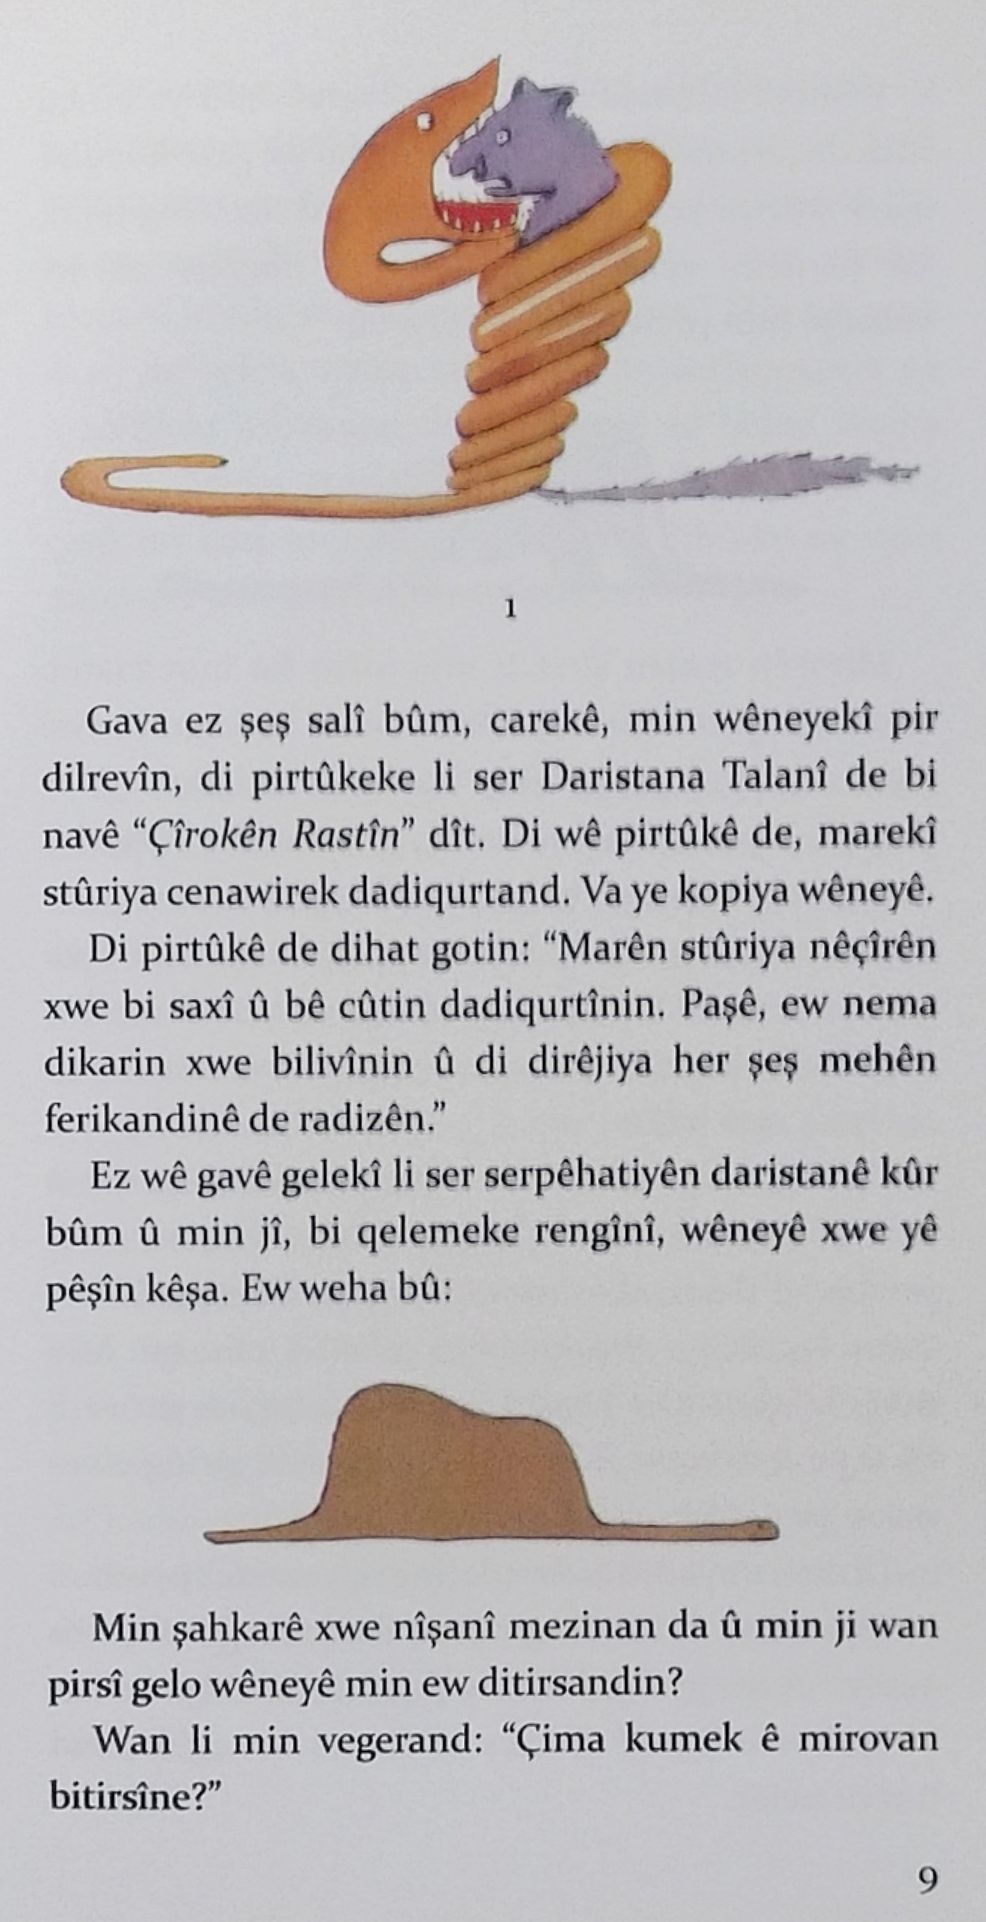 1
Gava ez şeş salî bûm, carekê, min wêneyekî pir
dilrevîn, di pirtûkeke li ser Daristana Talanî de bi
navê “Çîrokên Rastîn” dît. Di wê pirtûkê de, marekî
stûriya cenawirek dadiqurtand. Va ye kopiya wêneyê.
Di pirtûkê de dihat gotin: “Marên stûriya nêçîrên
xwe bi saxî û bê cûtin dadiqurtînin. Paşê, ew nema
dikarin xwe bilivînin û di dirêjiya her şeş mehên
ferikandinê de radizên.”
Ez wê gavê gelekî li ser serpêhatiyên daristanê kûr
bûm û min jî, bi qelemeke rengînî, wêneyê xwe yê
pêşîn kêşa. Ew weha bû:
Min şahkarê xwe nîşanî mezinan da û min ji wan
pirsî gelo wêneyê min ew ditirsandin?
Wan li min vegerand: “Çima kumek ê mirovan
bitirsîne?”
9